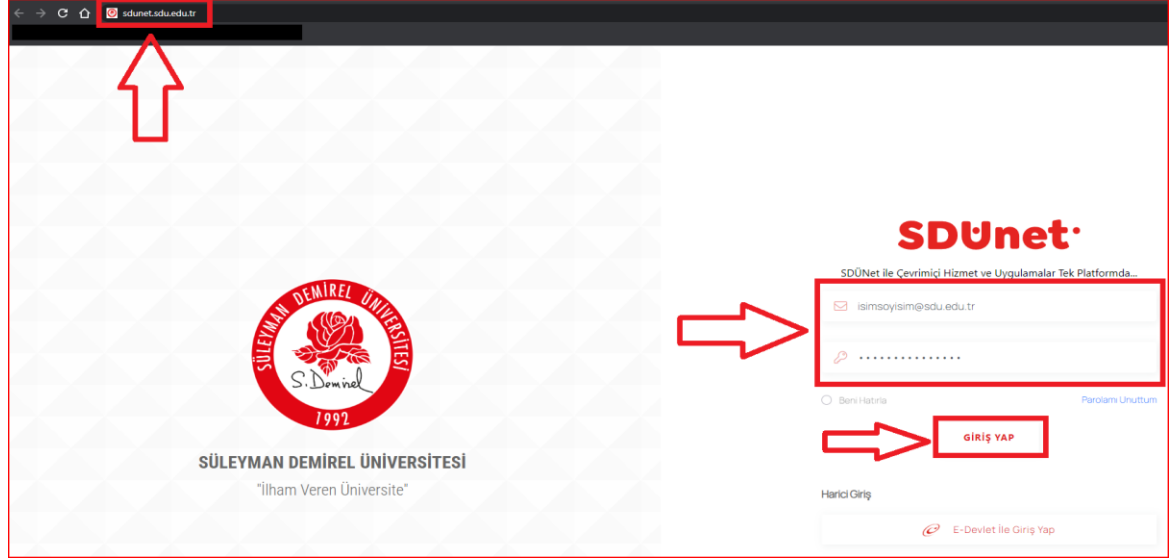 sdunet.sdu.edu.tr
SÜLEYMAN DEMİREL ÜNİVERSİTESİ
S. Demirel
1992
SÜLEYMAN DEMİREL ÜNİVERSİTESİ
"İlham Veren Üniversite"
SDÜnet
SDÜNet ile Çevrimiçi Hizmet ve Uygulamalar Tek Platformda...
isimsoyisim@sdu.edu.tr
•••••••••••••••
Beni Hatırla Parolamı Unuttum
GİRİŞ YAP
Harici Giriş
E-Devlet İle Giriş Yap